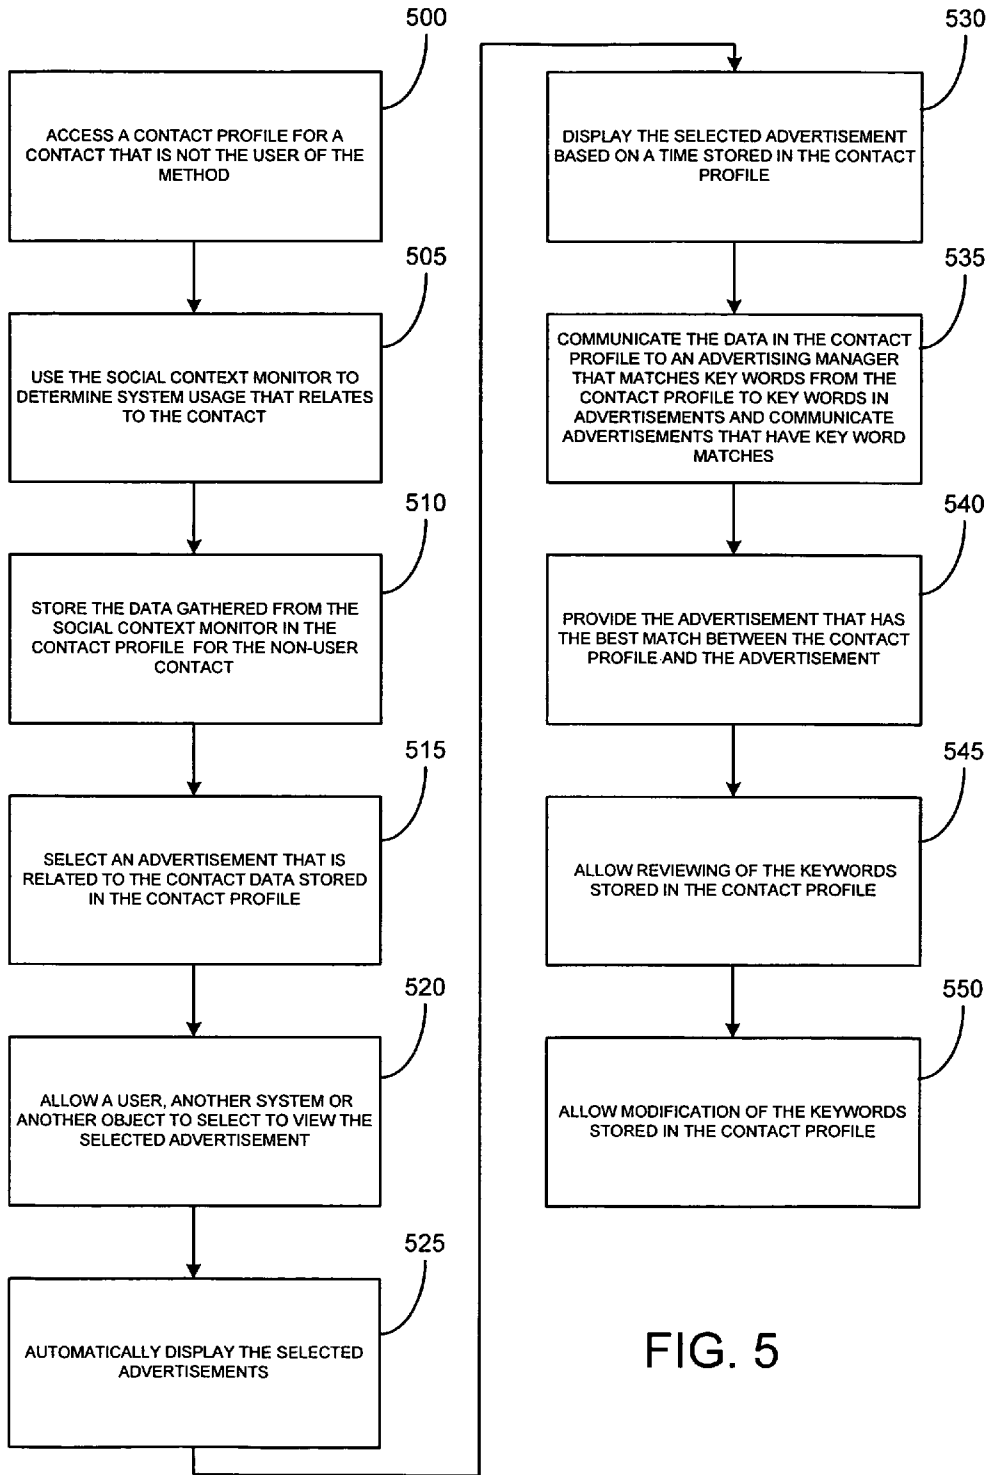 500
ACCESS A CONTACT PROFILE FOR A
CONTACT THAT IS NOT THE USER OF THE
METHOD
505
USE THE SOCIAL CONTEXT MONITOR TO
DETERMINE SYSTEM USAGE THAT RELATES
TO THE CONTACT
510
STORE THE DATA GATHERED FROM THE
SOCIAL CONTEXT MONITOR IN THE
CONTACT PROFILE FOR THE NON-USER
CONTACT
515
SELECT AN ADVERTISEMENT THAT IS
RELATED TO THE CONTACT DATA STORED
IN THE CONTACT PROFILE
520
ALLOW A USER, ANOTHER SYSTEM OR
ANOTHER OBJECT TO SELECT TO VIEW THE
SELECTED ADVERTISEMENT
525
AUTOMATICALLY DISPLAY THE SELECTED
ADVERTISEMENTS
530
DISPLAY THE SELECTED ADVERTISEMENT
BASED ON A TIME STORED IN THE CONTACT
PROFILE
535
COMMUNICATE THE DATA IN THE CONTACT
PROFILE TO AN ADVERTISING MANAGER
THAT MATCHES KEY WORDS FROM THE
CONTACT PROFILE TO KEY WORDS IN
ADVERTISEMENTS AND COMMUNICATE
ADVERTISEMENTS THAT HAVE KEY WORD
MATCHES
540
PROVIDE THE ADVERTISEMENT THAT HAS
THE BEST MATCH BETWEEN THE CONTACT
PROFILE AND THE ADVERTISEMENT
545
ALLOW REVIEWING OF THE KEYWORDS
STORED IN THE CONTACT PROFILE
550
ALLOW MODIFICATION OF THE KEYWORDS
STORED IN THE CONTACT PROFILE
FIG. 5